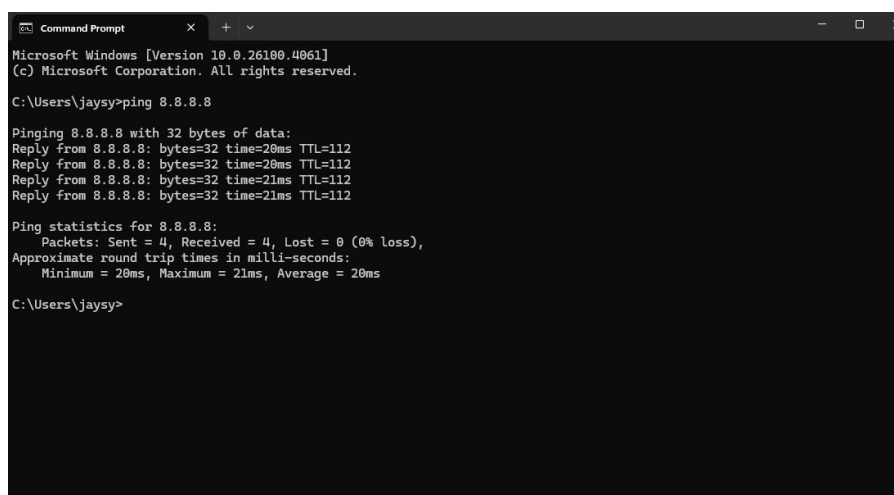 Command Prompt
Microsoft Windows [Version 10.0.26100.4061]
(c) Microsoft Corporation. All rights reserved.
C:\Users\jaysy>ping 8.8.8.8
Pinging 8.8.8.8 with 32 bytes of data:
Reply from 8.8.8.8: bytes=32 time=20ms TTL=112
Reply from 8.8.8.8: bytes=32 time=20ms TTL=112
Reply from 8.8.8.8: bytes=32 time=21ms TTL=112
Reply from 8.8.8.8: bytes=32 time=21ms TTL=112
Ping statistics for 8.8.8.8:
    Packets: Sent = 4, Received = 4, Lost = 0 (0% loss),
Approximate round trip times in milli-seconds:
    Minimum = 20ms, Maximum = 21ms, Average = 20ms
C:\Users\jaysy>